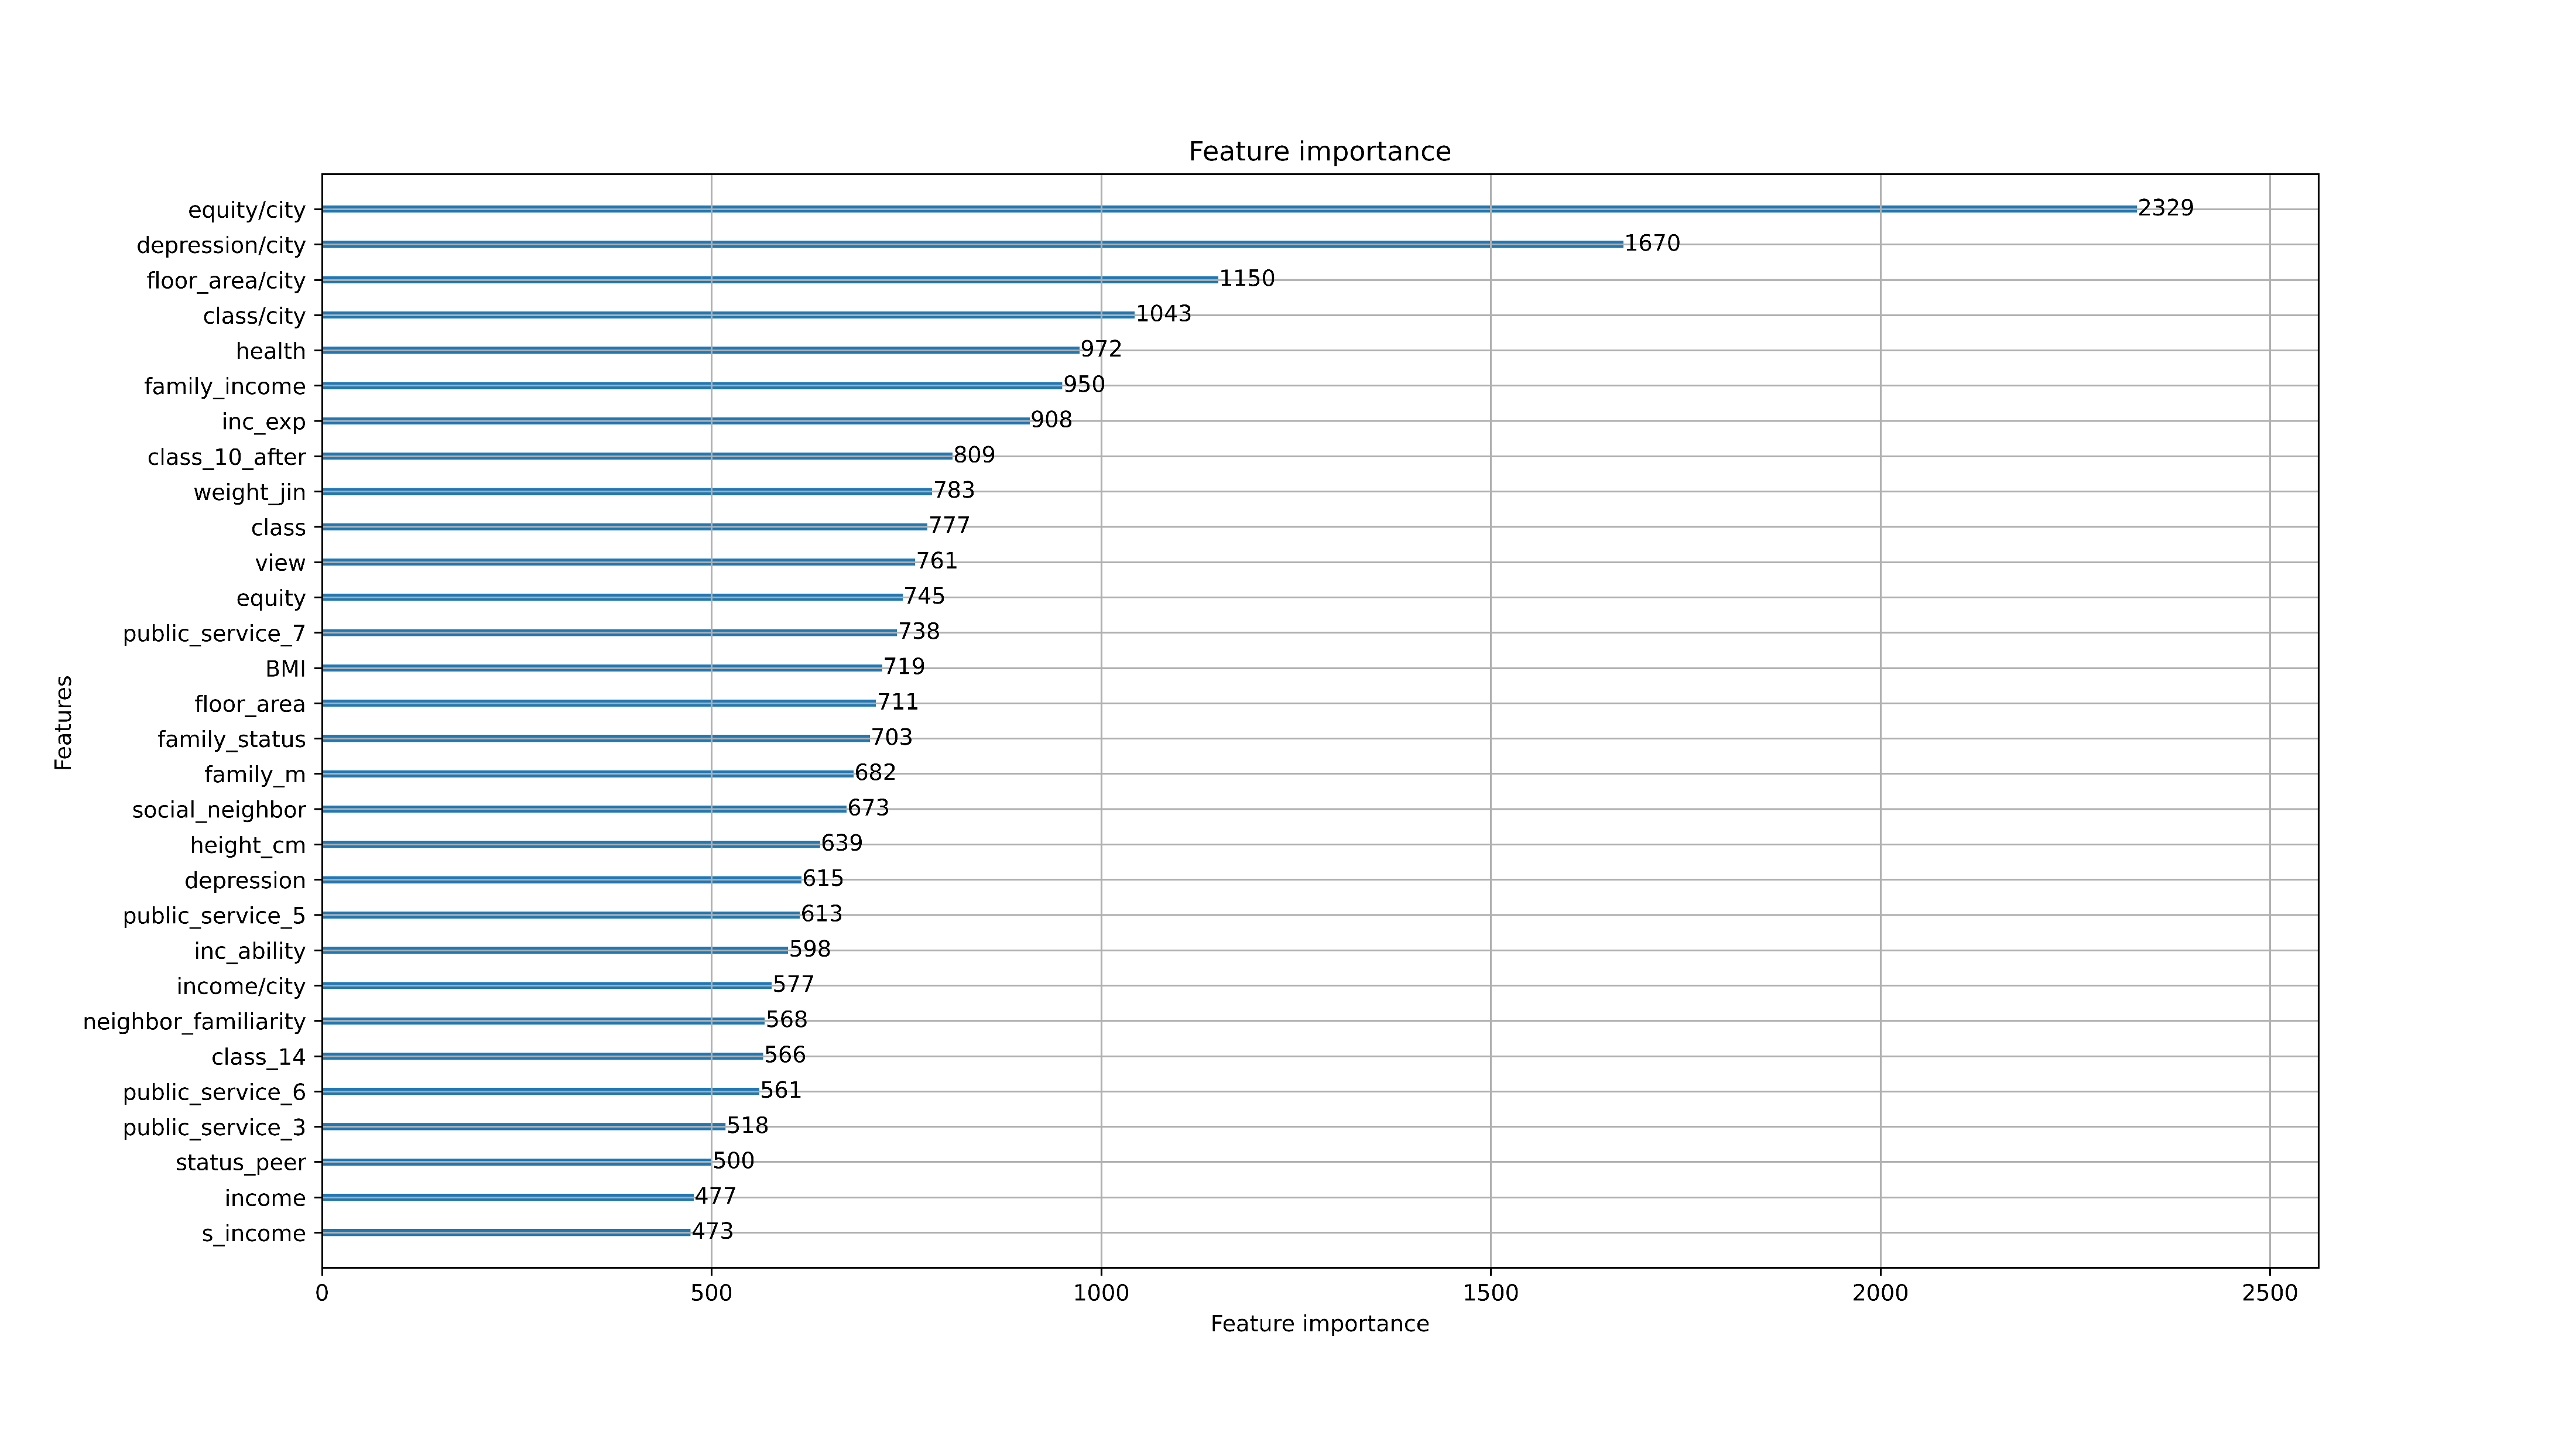 Feature importance
equity/city 2329
depression/city 1670
floor_area/city 1150
class/city 1043
health 972
family_income 950
inc_exp 908
class_10_after 809
weight_jin 783
class 777
view 761
equity 745
public_service_7 738
BMI 719
floor_area 711
family_status 703
family_m 682
social_neighbor 673
height_cm 639
depression 615
public_service_5 613
inc_ability 598
income/city 577
neighbor_familiarity 568
class_14 566
public_service_6 561
public_service_3 518
status_peer 500
income 477
s_income 473
Features
0 500 1000 1500 2000 2500
Feature importance